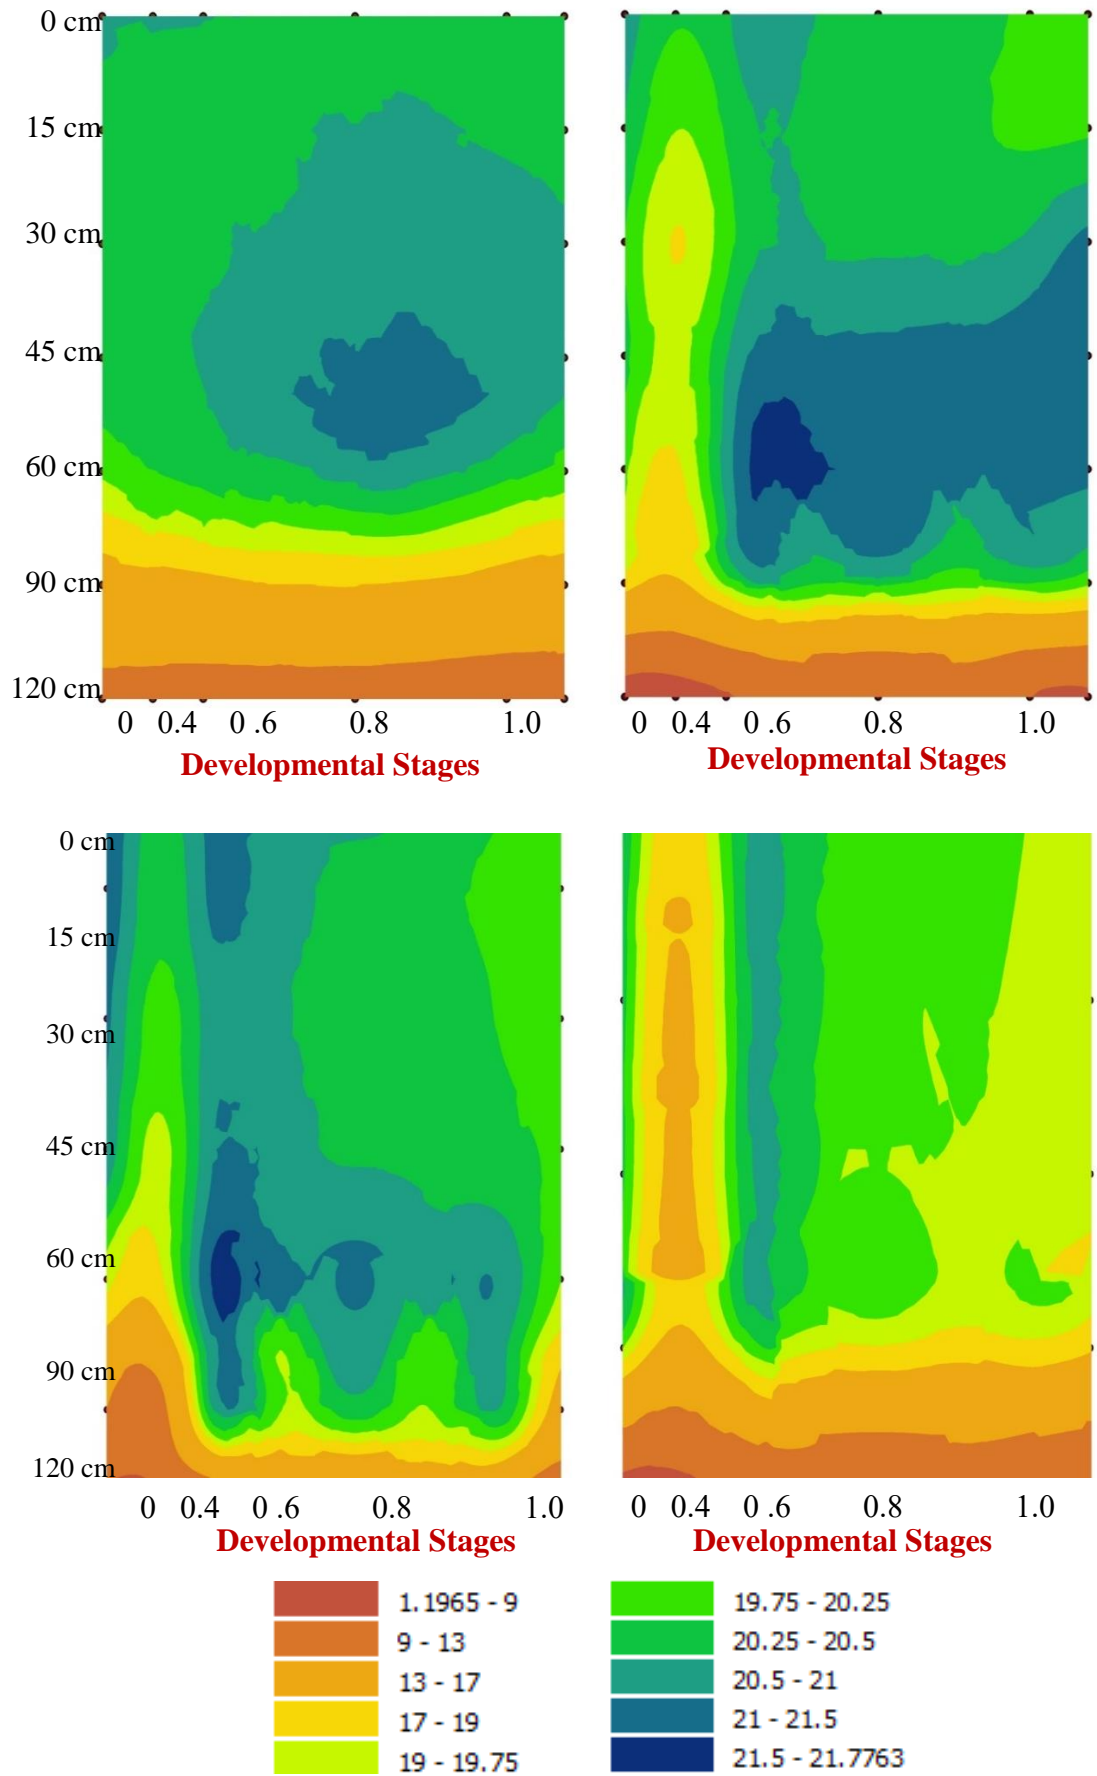 0 cm
15 cm
30 cm
45 cm
60 cm
90 cm
120 cm
0 0.4 0 .6 0.8 1.0
Developmental Stages
0 0.4 0 .6 0.8 1.0
Developmental Stages
0 cm
15 cm
30 cm
45 cm
60 cm
90 cm
120 cm
0 0.4 0 .6 0.8 1.0
Developmental Stages
0 0.4 0 .6 0.8 1.0
Developmental Stages
1.1965 - 9
9 - 13
13 - 17
17 - 19
19 - 19.75
19.75 - 20.25
20.25 - 20.5
20.5 - 21
21 - 21.5
21.5 - 21.7763